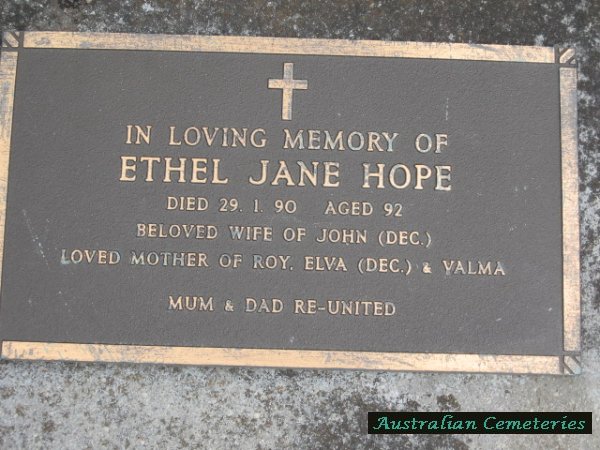 IN LOVING MEMORY OF
ETHEL JANE HOPE
DIED 29. 1. 90 AGED 92
BELOVED WIFE OF JOHN (DEC.)
LOVED MOTHER OF ROY, ELVA (DEC.) & VALMA
MUM & DAD RE-UNITED
Australian Cemeteries